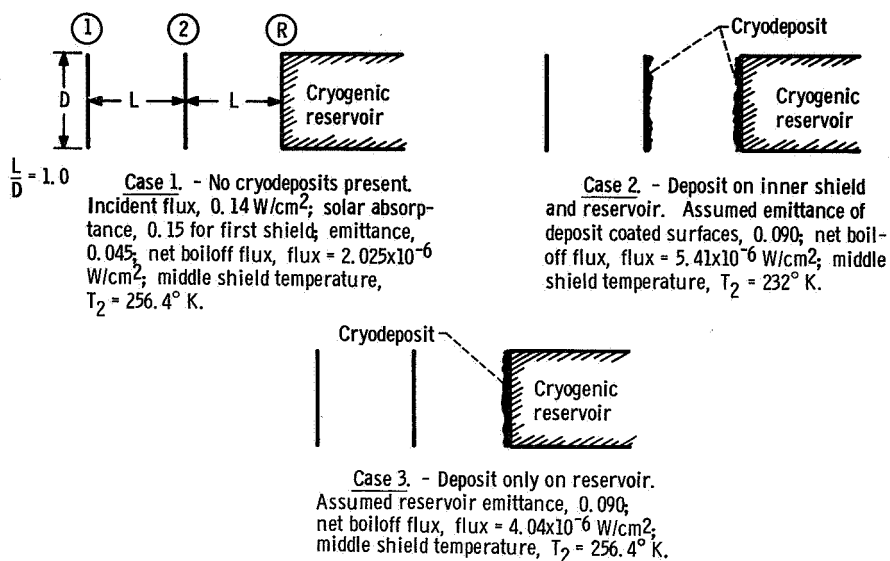 1 2 R
D L L Cryogenic
reservoir
L/D = 1.0
Case 1. - No cryodeposits present.
Incident flux, 0.14 W/cm2; solar absorp-
tance, 0.15 for first shield; emittance,
0.045; net boiloff flux, flux = 2.025x10-6
W/cm2; middle shield temperature,
T2 = 256.4° K.
Cryodeposit
Cryogenic
reservoir
Case 2. - Deposit on inner shield
and reservoir. Assumed emittance of
deposit coated surfaces, 0.090; net boil-
off flux, flux = 5.41x10-6 W/cm2; middle
shield temperature, T2 = 232° K.
Cryodeposit
Cryogenic
reservoir
Case 3. - Deposit only on reservoir.
Assumed reservoir emittance, 0.090;
net boiloff flux, flux = 4.04x10-6 W/cm2;
middle shield temperature, T2 = 256.4° K.